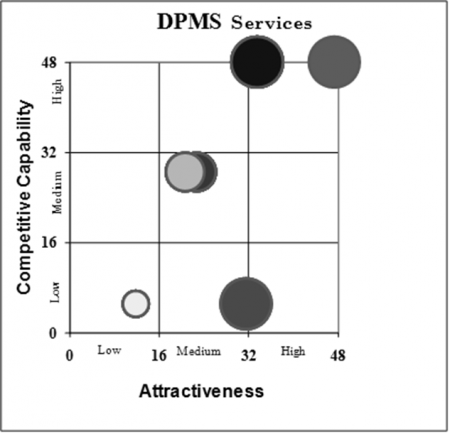 DPMS Services
48
High
32
Medium
16
Low
0
Competitive Capability
0 Low 16 Medium 32 High 48
Attractiveness